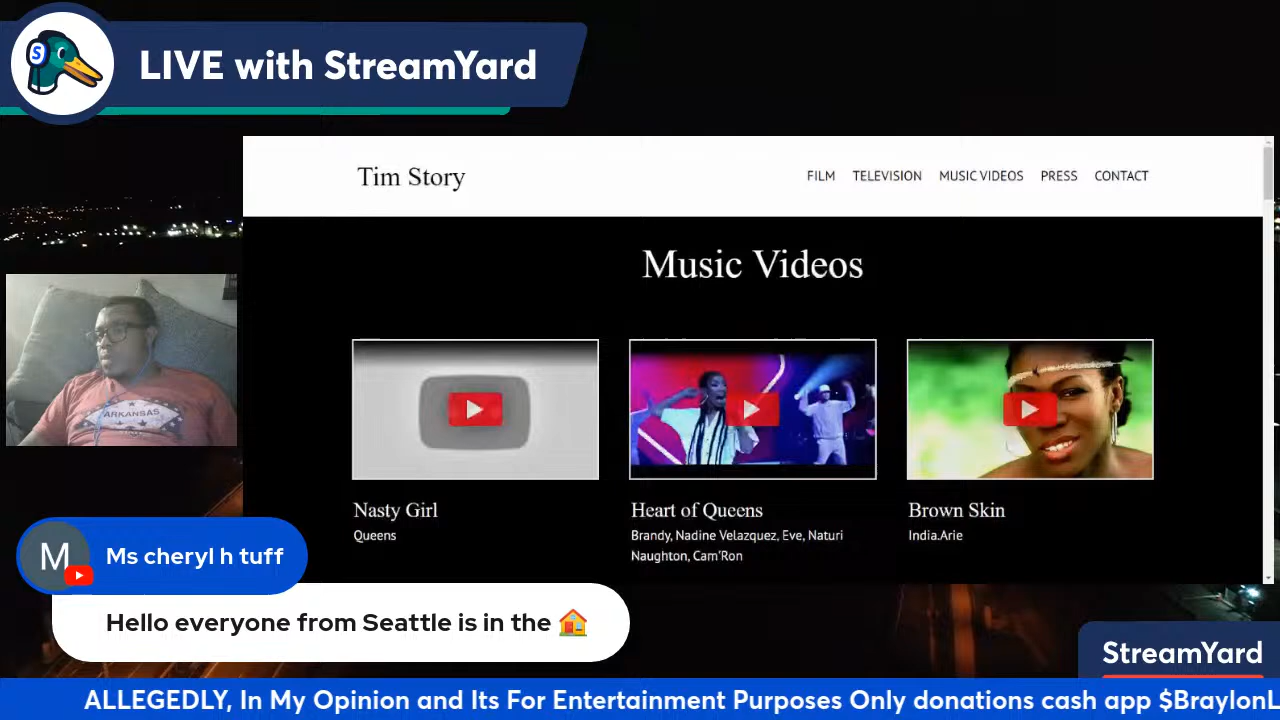 LIVE with StreamYard
Tim Story
FILM TELEVISION MUSIC VIDEOS PRESS CONTACT
Music Videos
ARKANSAS
Nasty Girl
Queens
Heart of Queens
Brandy, Nadine Velazquez, Eve, Naturi
Naughton, Cam'Ron
Brown Skin
India.Arie
M
Ms cheryl h tuff
Hello everyone from Seattle is in the 🏠
StreamYard
ALLEGEDLY, In My Opinion and Its For Entertainment Purposes Only donations cash app $BraylonL